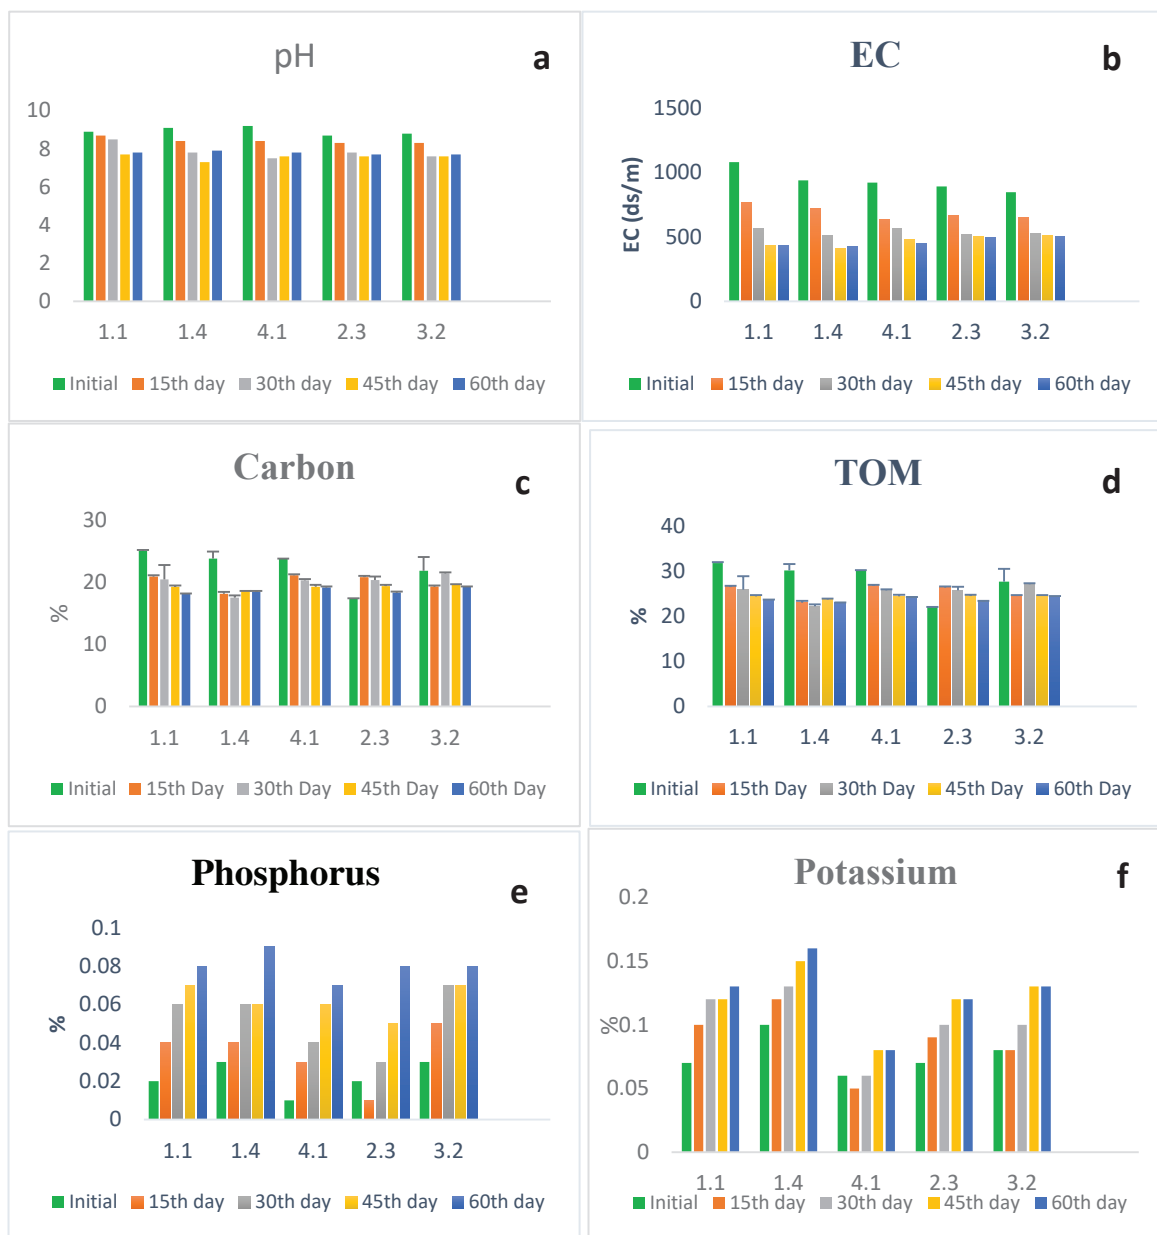 pH
a
10
8
6
4
2
0
1.1 1.4 4.1 2.3 3.2
Initial 15th day 30th day 45th day 60th day
EC
b
EC (ds/m)
1500
1000
500
0
1.1 1.4 4.1 2.3 3.2
Initial 15th day 30th day 45th day 60th day
Carbon
c
%
30
20
10
0
1.1 1.4 4.1 2.3 3.2
Initial 15th Day 30th Day 45th Day 60th Day
TOM
d
%
40
30
20
10
0
1.1 1.4 4.1 2.3 3.2
Initial 15th Day 30th Day 45th Day 60th Day
Phosphorus
e
%
0.1
0.08
0.06
0.04
0.02
0
1.1 1.4 4.1 2.3 3.2
Initial 15th day 30th day 45th day 60th day
Potassium
f
%
0.2
0.15
0.1
0.05
0
1.1 1.4 4.1 2.3 3.2
Initial 15th day 30th day 45th day 60th day